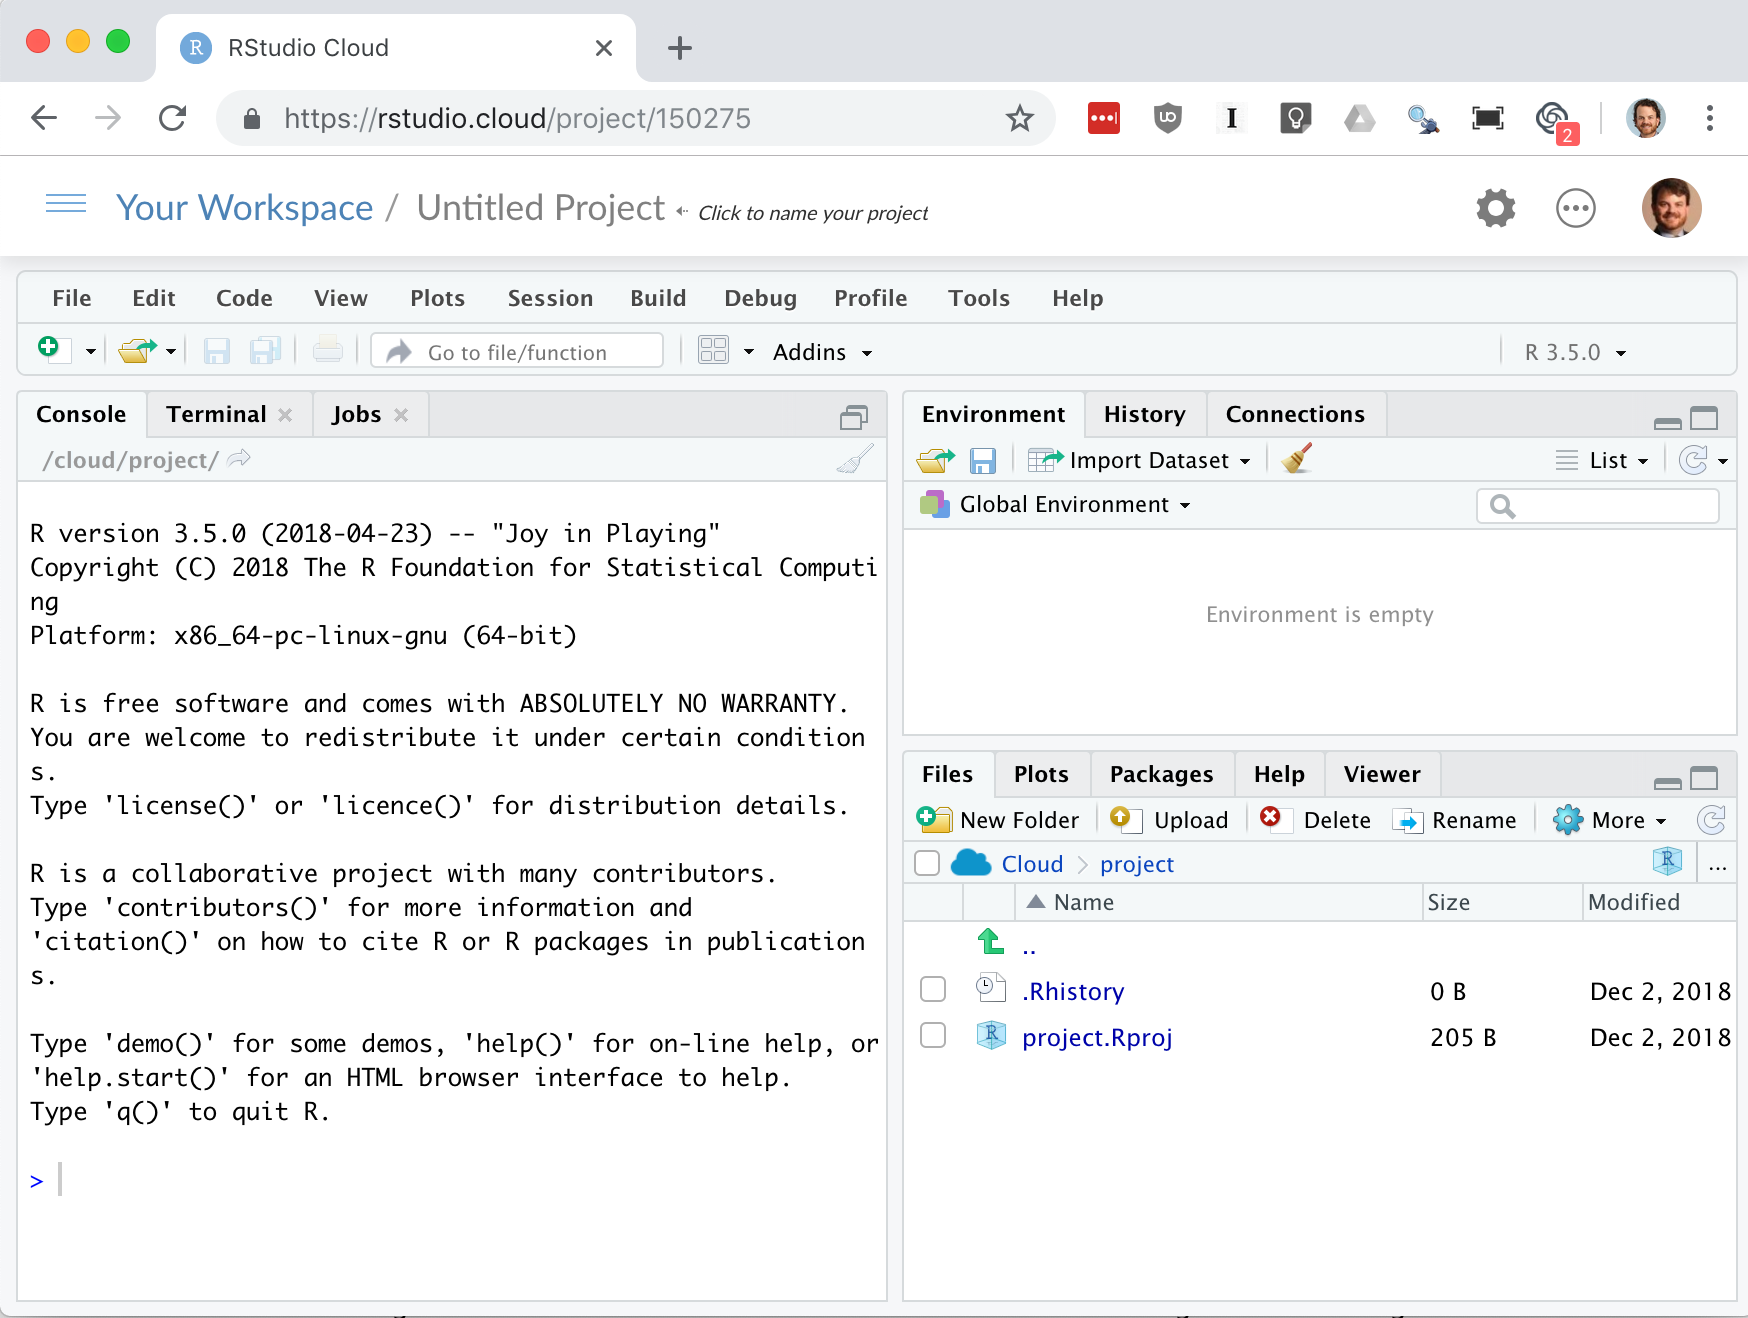 RStudio Cloud
https://rstudio.cloud/project/150275
2
Your Workspace / Untitled Project Click to name your project
File Edit Code View Plots Session Build Debug Profile Tools Help
Go to file/function Addins R 3.5.0
Console Terminal Jobs
/cloud/project/
R version 3.5.0 (2018-04-23) -- "Joy in Playing"
Copyright (C) 2018 The R Foundation for Statistical Computi
ng
Platform: x86_64-pc-linux-gnu (64-bit)
R is free software and comes with ABSOLUTELY NO WARRANTY.
You are welcome to redistribute it under certain condition
s.
Type 'license()' or 'licence()' for distribution details.
R is a collaborative project with many contributors.
Type 'contributors()' for more information and
'citation()' on how to cite R or R packages in publication
s.
Type 'demo()' for some demos, 'help()' for on-line help, or
'help.start()' for an HTML browser interface to help.
Type 'q()' to quit R.
>
Environment History Connections
Import Dataset List
Global Environment
Environment is empty
Files Plots Packages Help Viewer
New Folder Upload Delete Rename More
Cloud > project ...
Name Size Modified
..
.Rhistory 0 B Dec 2, 2018
project.Rproj 205 B Dec 2, 2018